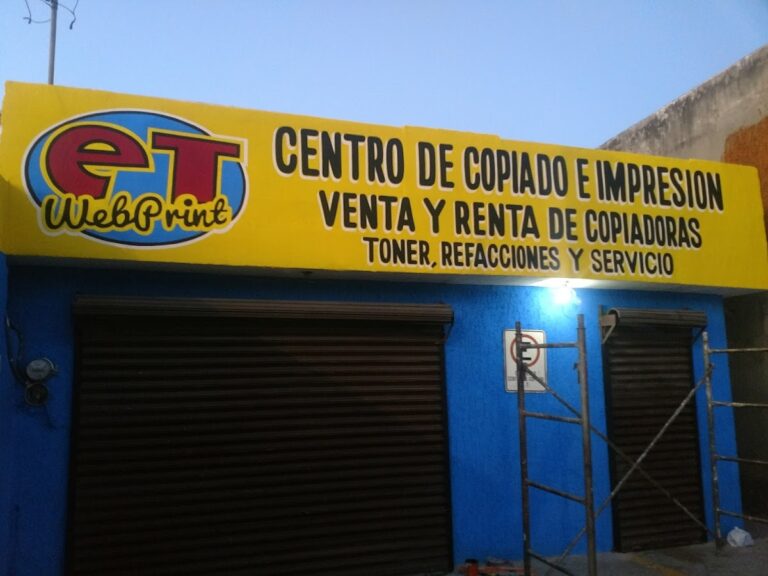 eT
WebPrint
CENTRO DE COPIADO E IMPRESION
VENTA Y RENTA DE COPIADORAS
TONER, REFACCIONES Y SERVICIO
E